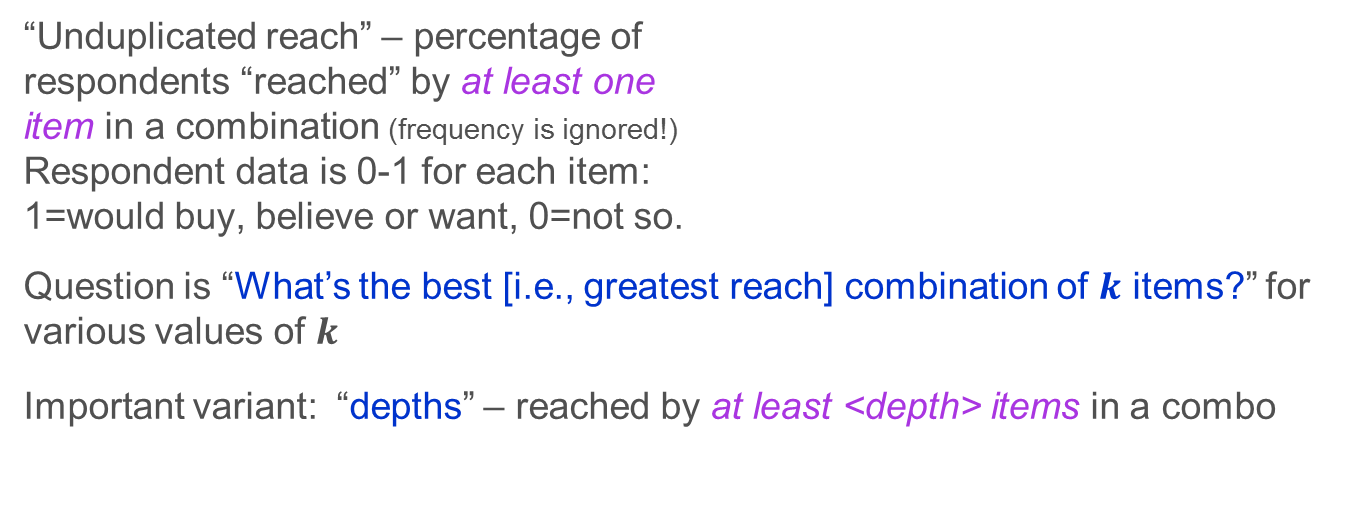 “Unduplicated reach” – percentage of
respondents “reached” by at least one
item in a combination (frequency is ignored!)
Respondent data is 0-1 for each item:
1=would buy, believe or want, 0=not so.
Question is “What’s the best [i.e., greatest reach] combination of k items?” for
various values of k
Important variant: “depths” – reached by at least <depth> items in a combo